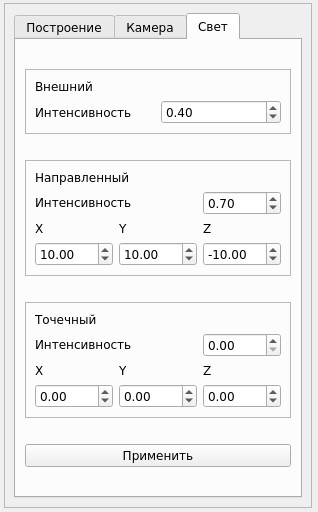 Построение Камера Свет
Внешний
Интенсивность 0.40
Направленный
Интенсивность 0.70
X Y Z
10.00 10.00 -10.00
Точечный
Интенсивность 0.00
X Y Z
0.00 0.00 0.00
Применить